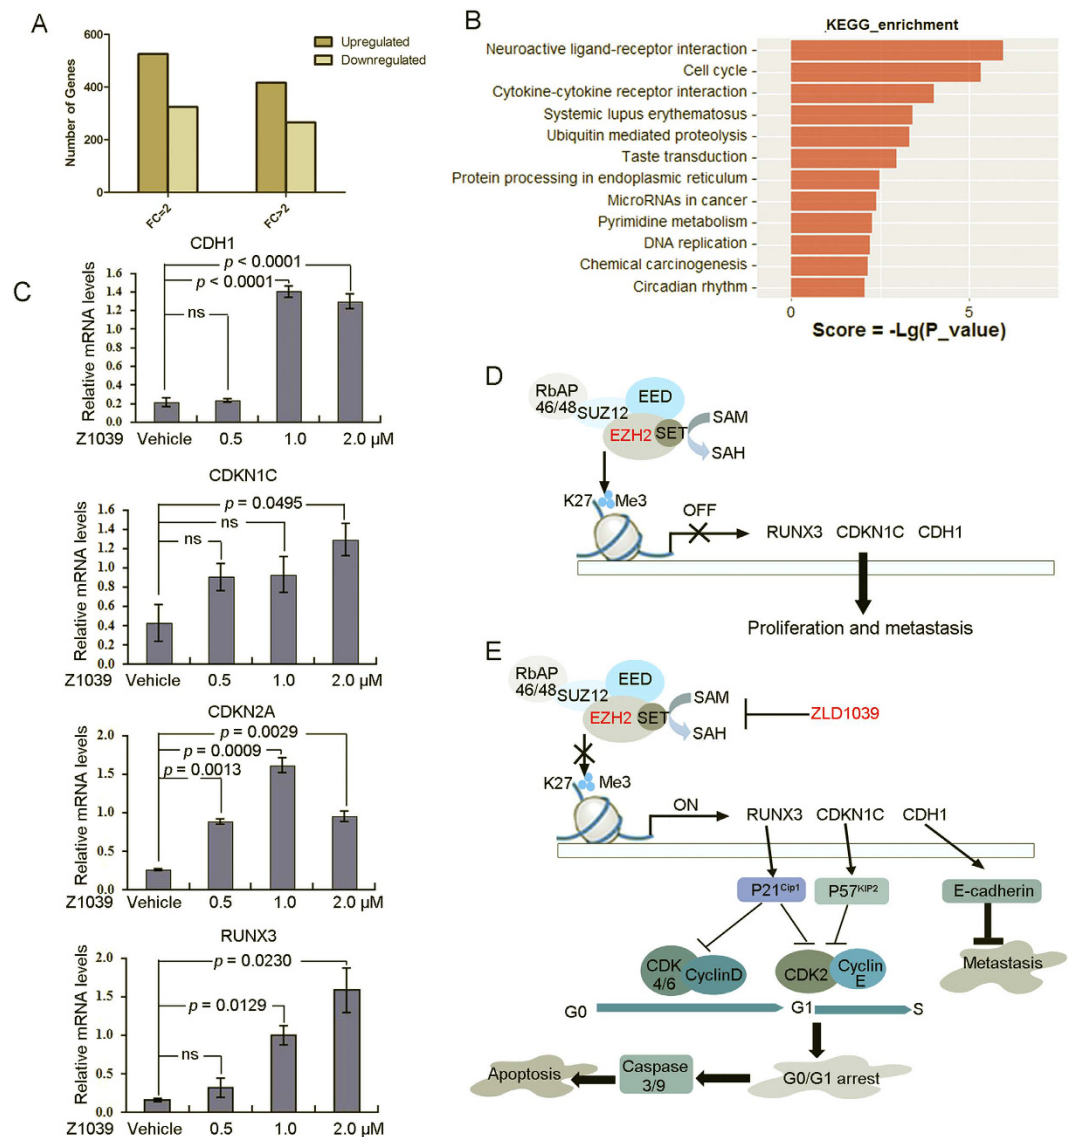 A
600
400
200
0
Number of Genes
Upregulated
Downregulated
FC=2
FC>2
B
KEGG_enrichment
Neuroactive ligand-receptor interaction
Cell cycle
Cytokine-cytokine receptor interaction
Systemic lupus erythematosus
Ubiquitin mediated proteolysis
Taste transduction
Protein processing in endoplasmic reticulum
MicroRNAs in cancer
Pyrimidine metabolism
DNA replication
Chemical carcinogenesis
Circadian rhythm
0 5
Score = -Lg(P_value)
C
CDH1
Relative mRNA levels
1.6
1.4
1.2
1.0
0.8
0.6
0.4
0.2
0.0
p < 0.0001
p < 0.0001
ns
Z1039 Vehicle 0.5 1.0 2.0 µM
CDKN1C
Relative mRNA levels
1.6
1.4
1.2
1.0
0.8
0.6
0.4
0.2
0.0
p = 0.0495
ns
ns
Z1039 Vehicle 0.5 1.0 2.0 µM
CDKN2A
Relative mRNA levels
2.0
1.5
1.0
0.5
0.0
p = 0.0029
p = 0.0009
p = 0.0013
Z1039 Vehicle 0.5 1.0 2.0 µM
RUNX3
Relative mRNA levels
2.0
1.5
1.0
0.5
0.0
p = 0.0230
p = 0.0129
ns
Z1039 Vehicle 0.5 1.0 2.0 µM
D
RbAP
46/48
SUZ12
EED
EZH2
SET
SAM
SAH
K27 Me3
OFF
RUNX3 CDKN1C CDH1
Proliferation and metastasis
E
RbAP
46/48
SUZ12
EED
EZH2
SET
SAM
SAH
ZLD1039
K27 Me3
ON
RUNX3 CDKN1C CDH1
P21Cip1
P57KIP2
E-cadherin
CDK
4/6
CyclinD
CDK2
Cyclin
E
Metastasis
G0 G1 S
Apoptosis
Caspase
3/9
G0/G1 arrest